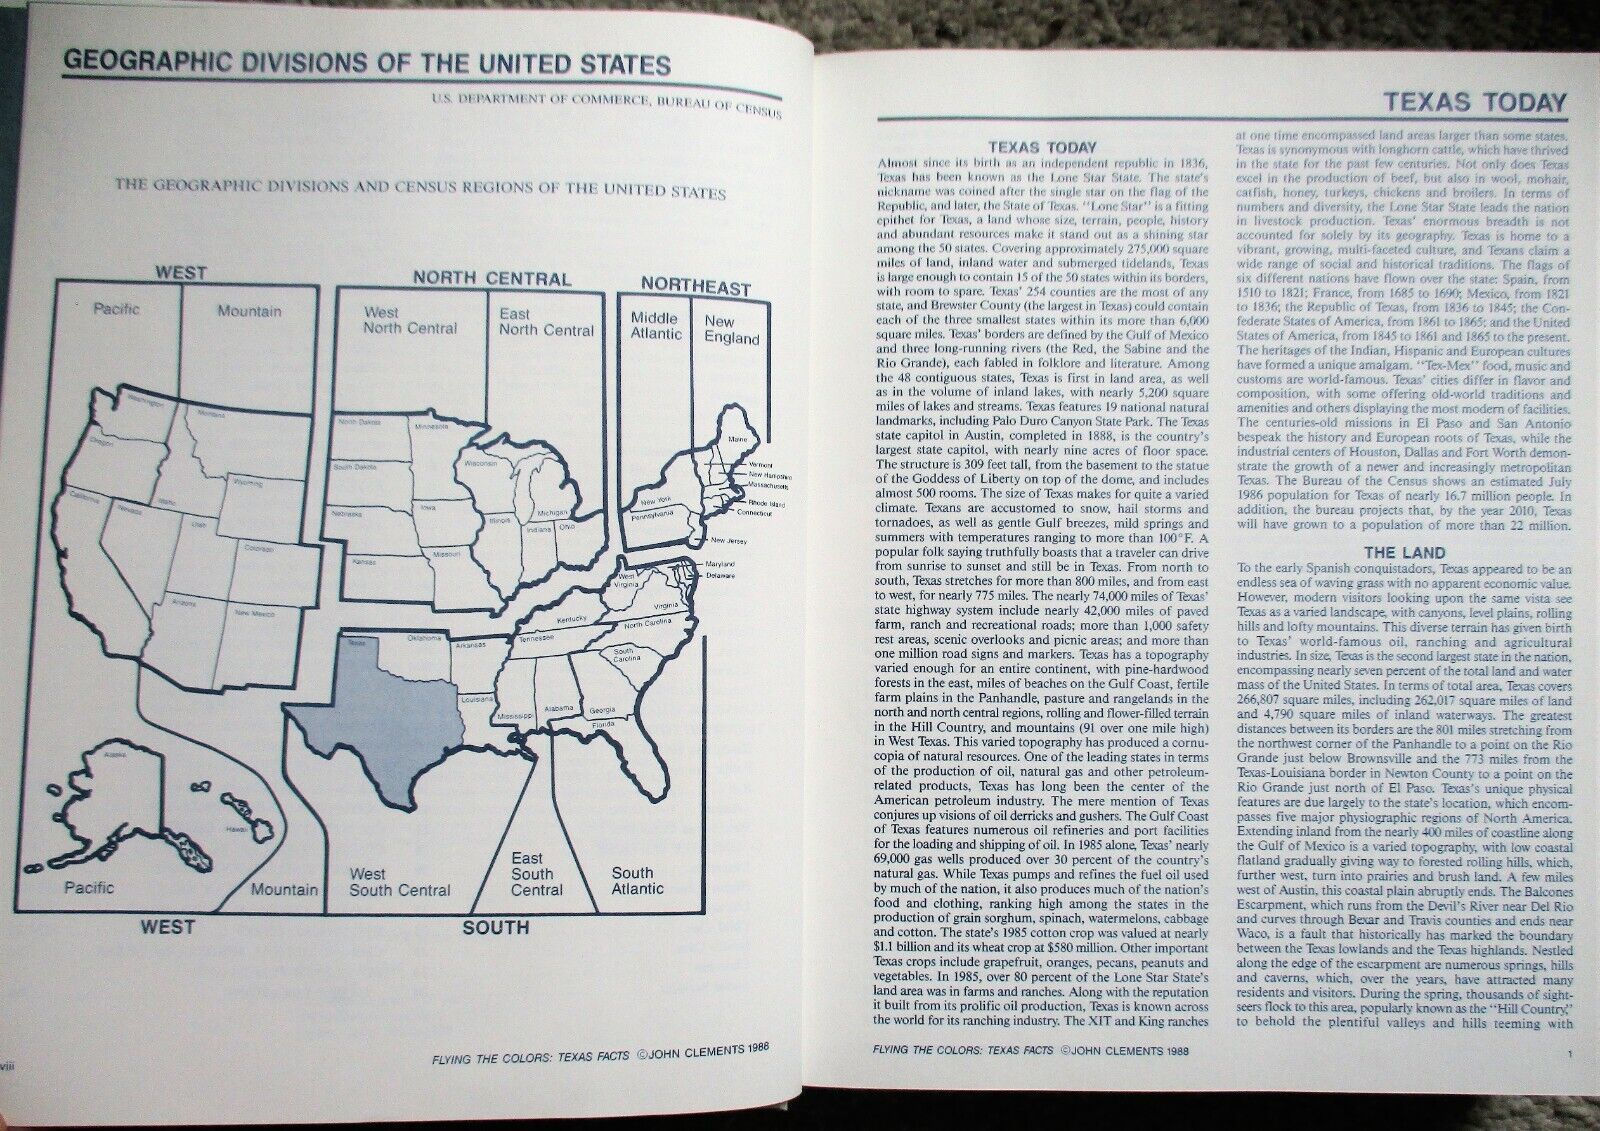 GEOGRAPHIC DIVISIONS OF THE UNITED STATES
U.S. DEPARTMENT OF COMMERCE, BUREAU OF CENSUS
THE GEOGRAPHIC DIVISIONS AND CENSUS REGIONS OF THE UNITED STATES
WEST
NORTH CENTRAL
NORTHEAST
Pacific
Mountain
West
North Central
East
North Central
Middle
Atlantic
New
England
Washington
Montana
Oregon
Idaho
Wyoming
California
Nevada
Utah
Colorado
Arizona
New Mexico
North Dakota
Minnesota
South Dakota
Wisconsin
Nebraska
Iowa
Michigan
Illinois
Indiana
Ohio
Kansas
Missouri
Maine
Vermont
New Hampshire
Massachusetts
Rhode Island
Connecticut
New York
Pennsylvania
New Jersey
Maryland
Delaware
West
Virginia
Virginia
Kentucky
North Carolina
Tennessee
South
Carolina
Texas
Oklahoma
Arkansas
Louisiana
Mississippi
Alabama
Georgia
Florida
Alaska
Hawaii
Pacific
Mountain
West
South Central
East
South
Central
South
Atlantic
WEST
SOUTH
FLYING THE COLORS: TEXAS FACTS ©JOHN CLEMENTS 1988
viii
TEXAS TODAY
TEXAS TODAY
Almost since its birth as an independent republic in 1836,
Texas has been known as the Lone Star State. The state's
nickname was coined after the single star on the flag of the
Republic, and later, the State of Texas. "Lone Star" is a fitting
epithet for Texas, a land whose size, terrain, people, history
and abundant resources make it stand out as a shining star
among the 50 states. Covering approximately 275,000 square
miles of land, inland water and submerged tidelands, Texas
is large enough to contain 15 of the 50 states within its borders,
with room to spare. Texas' 254 counties are the most of any
state, and Brewster County (the largest in Texas) could contain
each of the three smallest states within its more than 6,000
square miles. Texas' borders are defined by the Gulf of Mexico
and three long-running rivers (the Red, the Sabine and the
Rio Grande), each fabled in folklore and literature. Among
the 48 contiguous states, Texas is first in land area, as well
as in the volume of inland lakes, with nearly 5,200 square
miles of lakes and streams. Texas features 19 national natural
landmarks, including Palo Duro Canyon State Park. The Texas
state capitol in Austin, completed in 1888, is the country's
largest state capitol, with nearly nine acres of floor space.
The structure is 309 feet tall, from the basement to the statue
of the Goddess of Liberty on top of the dome, and includes
almost 500 rooms. The size of Texas makes for quite a varied
climate. Texans are accustomed to snow, hail storms and
tornadoes, as well as gentle Gulf breezes, mild springs and
summers with temperatures ranging to more than 100°F. A
popular folk saying truthfully boasts that a traveler can drive
from sunrise to sunset and still be in Texas. From north to
south, Texas stretches for more than 800 miles, and from east
to west, for nearly 775 miles. The nearly 74,000 miles of Texas'
state highway system include nearly 42,000 miles of paved
farm, ranch and recreational roads; more than 1,000 safety
rest areas, scenic overlooks and picnic areas; and more than
one million road signs and markers. Texas has a topography
varied enough for an entire continent, with pine-hardwood
forests in the east, miles of beaches on the Gulf Coast, fertile
farm plains in the Panhandle, pasture and rangelands in the
north and north central regions, rolling and flower-filled terrain
in the Hill Country, and mountains (91 over one mile high)
in West Texas. This varied topography has produced a cornu-
copia of natural resources. One of the leading states in terms
of the production of oil, natural gas and other petroleum-
related products, Texas has long been the center of the
American petroleum industry. The mere mention of Texas
conjures up visions of oil derricks and gushers. The Gulf Coast
of Texas features numerous oil refineries and port facilities
for the loading and shipping of oil. In 1985 alone, Texas' nearly
69,000 gas wells produced over 30 percent of the country's
natural gas. While Texas pumps and refines the fuel oil used
by much of the nation, it also produces much of the nation's
food and clothing, ranking high among the states in the
production of grain sorghum, spinach, watermelons, cabbage
and cotton. The state's 1985 cotton crop was valued at nearly
$1.1 billion and its wheat crop at $580 million. Other important
Texas crops include grapefruit, oranges, pecans, peanuts and
vegetables. In 1985, over 80 percent of the Lone Star State's
land area was in farms and ranches. Along with the reputation
it built from its prolific oil production, Texas is known across
the world for its ranching industry. The XIT and King ranches
at one time encompassed land areas larger than some states.
Texas is synonymous with longhorn cattle, which have thrived
in the state for the past few centuries. Not only does Texas
excel in the production of beef, but also in wool, mohair,
catfish, honey, turkeys, chickens and broilers. In terms of
numbers and diversity, the Lone Star State leads the nation
in livestock production. Texas' enormous breadth is not
accounted for solely by its geography. Texas is home to a
vibrant, growing, multi-faceted culture, and Texans claim a
wide range of social and historical traditions. The flags of
six different nations have flown over the state: Spain, from
1510 to 1821; France, from 1685 to 1690; Mexico, from 1821
to 1836; the Republic of Texas, from 1836 to 1845; the Con-
federate States of America, from 1861 to 1865; and the United
States of America, from 1845 to 1861 and 1865 to the present.
The heritages of the Indian, Hispanic and European cultures
have formed a unique amalgam. "Tex-Mex" food, music and
customs are world-famous. Texas' cities differ in flavor and
composition, with some offering old-world traditions and
amenities and others displaying the most modern of facilities.
The centuries-old missions in El Paso and San Antonio
bespeak the history and European roots of Texas, while the
industrial centers of Houston, Dallas and Fort Worth demon-
strate the growth of a newer and increasingly metropolitan
Texas. The Bureau of the Census shows an estimated July
1986 population for Texas of nearly 16.7 million people. In
addition, the bureau projects that, by the year 2010, Texas
will have grown to a population of more than 22 million.
THE LAND
To the early Spanish conquistadors, Texas appeared to be an
endless sea of waving grass with no apparent economic value.
However, modern visitors looking upon the same vista see
Texas as a varied landscape, with canyons, level plains, rolling
hills and lofty mountains. This diverse terrain has given birth
to Texas' world-famous oil, ranching and agricultural
industries. In size, Texas is the second largest state in the nation,
encompassing nearly seven percent of the total land and water
mass of the United States. In terms of total area, Texas covers
266,807 square miles, including 262,017 square miles of land
and 4,790 square miles of inland waterways. The greatest
distances between its borders are the 801 miles stretching from
the northwest corner of the Panhandle to a point on the Rio
Grande just below Brownsville and the 773 miles from the
Texas-Louisiana border in Newton County to a point on the
Rio Grande just north of El Paso. Texas's unique physical
features are due largely to the state's location, which encom-
passes five major physiographic regions of North America.
Extending inland from the nearly 400 miles of coastline along
the Gulf of Mexico is a varied topography, with low coastal
flatland gradually giving way to forested rolling hills, which,
further west, turn into prairies and brush land. A few miles
west of Austin, this coastal plain abruptly ends. The Balcones
Escarpment, which runs from the Devil's River near Del Rio
and curves through Bexar and Travis counties and ends near
Waco, is a fault that historically has marked the boundary
between the Texas lowlands and the Texas highlands. Nestled
along the edge of the escarpment are numerous springs, hills
and caverns, which, over the years, have attracted many
residents and visitors. During the spring, thousands of sight-
seers flock to this area, popularly known as the "Hill Country,"
to behold the plentiful valleys and hills teeming with
FLYING THE COLORS: TEXAS FACTS ©JOHN CLEMENTS 1988
1